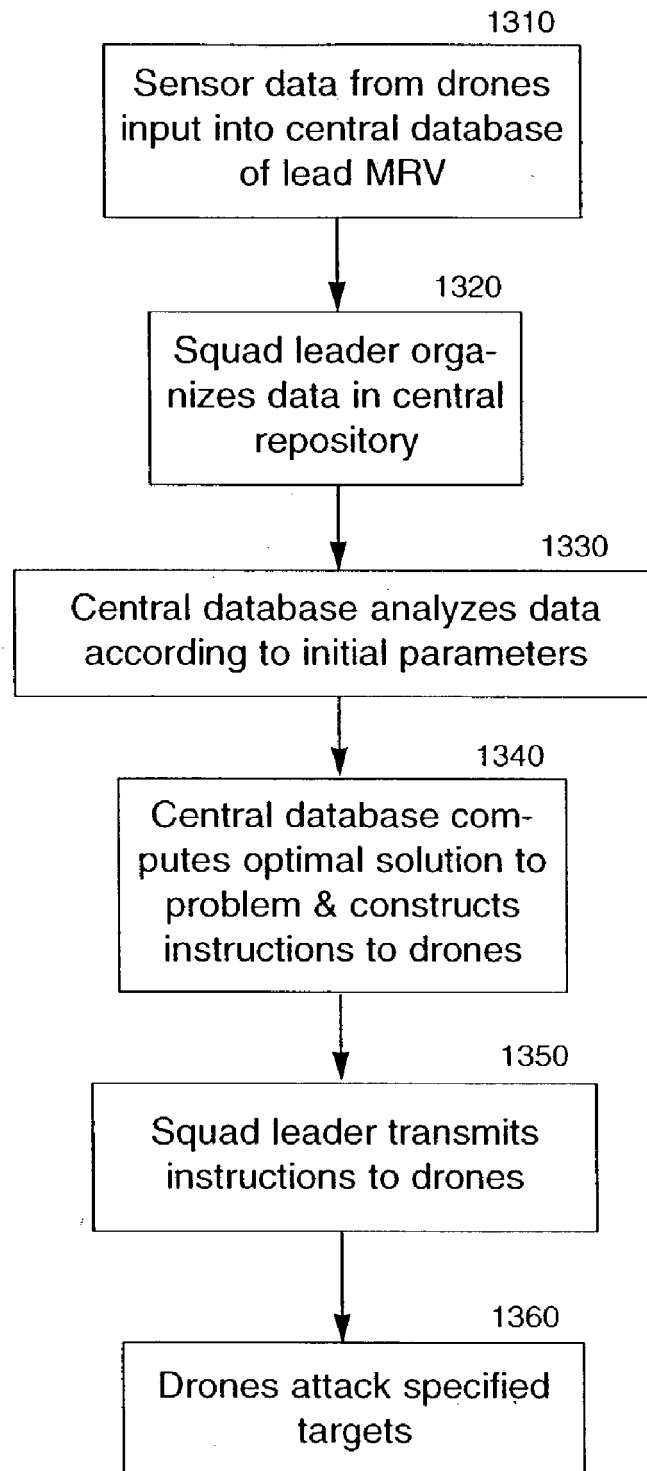 1310
Sensor data from drones
input into central database
of lead MRV
1320
Squad leader orga-
nizes data in central
repository
1330
Central database analyzes data
according to initial parameters
1340
Central database com-
putes optimal solution to
problem & constructs
instructions to drones
1350
Squad leader transmits
instructions to drones
1360
Drones attack specified
targets